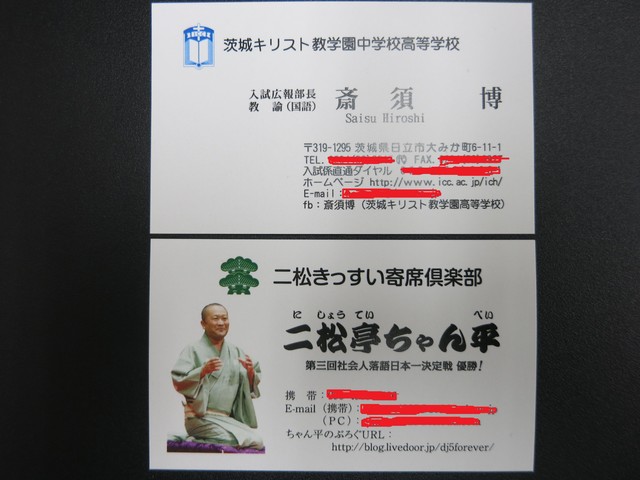 茨城キリスト教学園中学校高等学校
入試広報部長
教 諭(国語)
斎 須 博
Saisu Hiroshi
〒319-1295 茨城県日立市大みか町6-11-1
TEL. ㈹ FAX.
入試係直通ダイヤル
ホームページ http://www.icc.ac.jp/ich/
E-mail:
fb:斎須博(茨城キリスト教学園高等学校)
二松きっすい寄席倶楽部
に しょう てい ぺい
二松亭ちゃん平
第三回社会人落語日本一決定戦 優勝!
携 帯:
E-mail(携帯):
(PC):
ちゃん平のぶろぐURL:
http://blog.livedoor.jp/dj5forever/